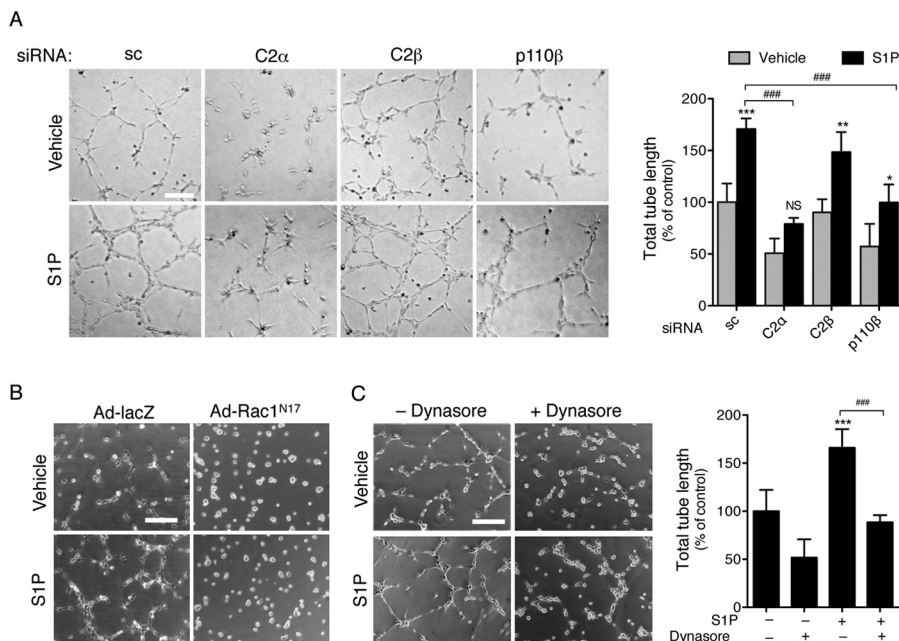 A
siRNA: sc C2α C2β p110β
Vehicle
S1P
Vehicle S1P
###
###
*** NS ** *
200
150
100
50
0
Total tube length
(% of control)
siRNA sc C2α C2β p110β
B
Ad-lacZ Ad-Rac1N17
Vehicle
S1P
C
– Dynasore + Dynasore
Vehicle
S1P
###
***
200
150
100
50
0
Total tube length
(% of control)
S1P – – + +
Dynasore – + – +